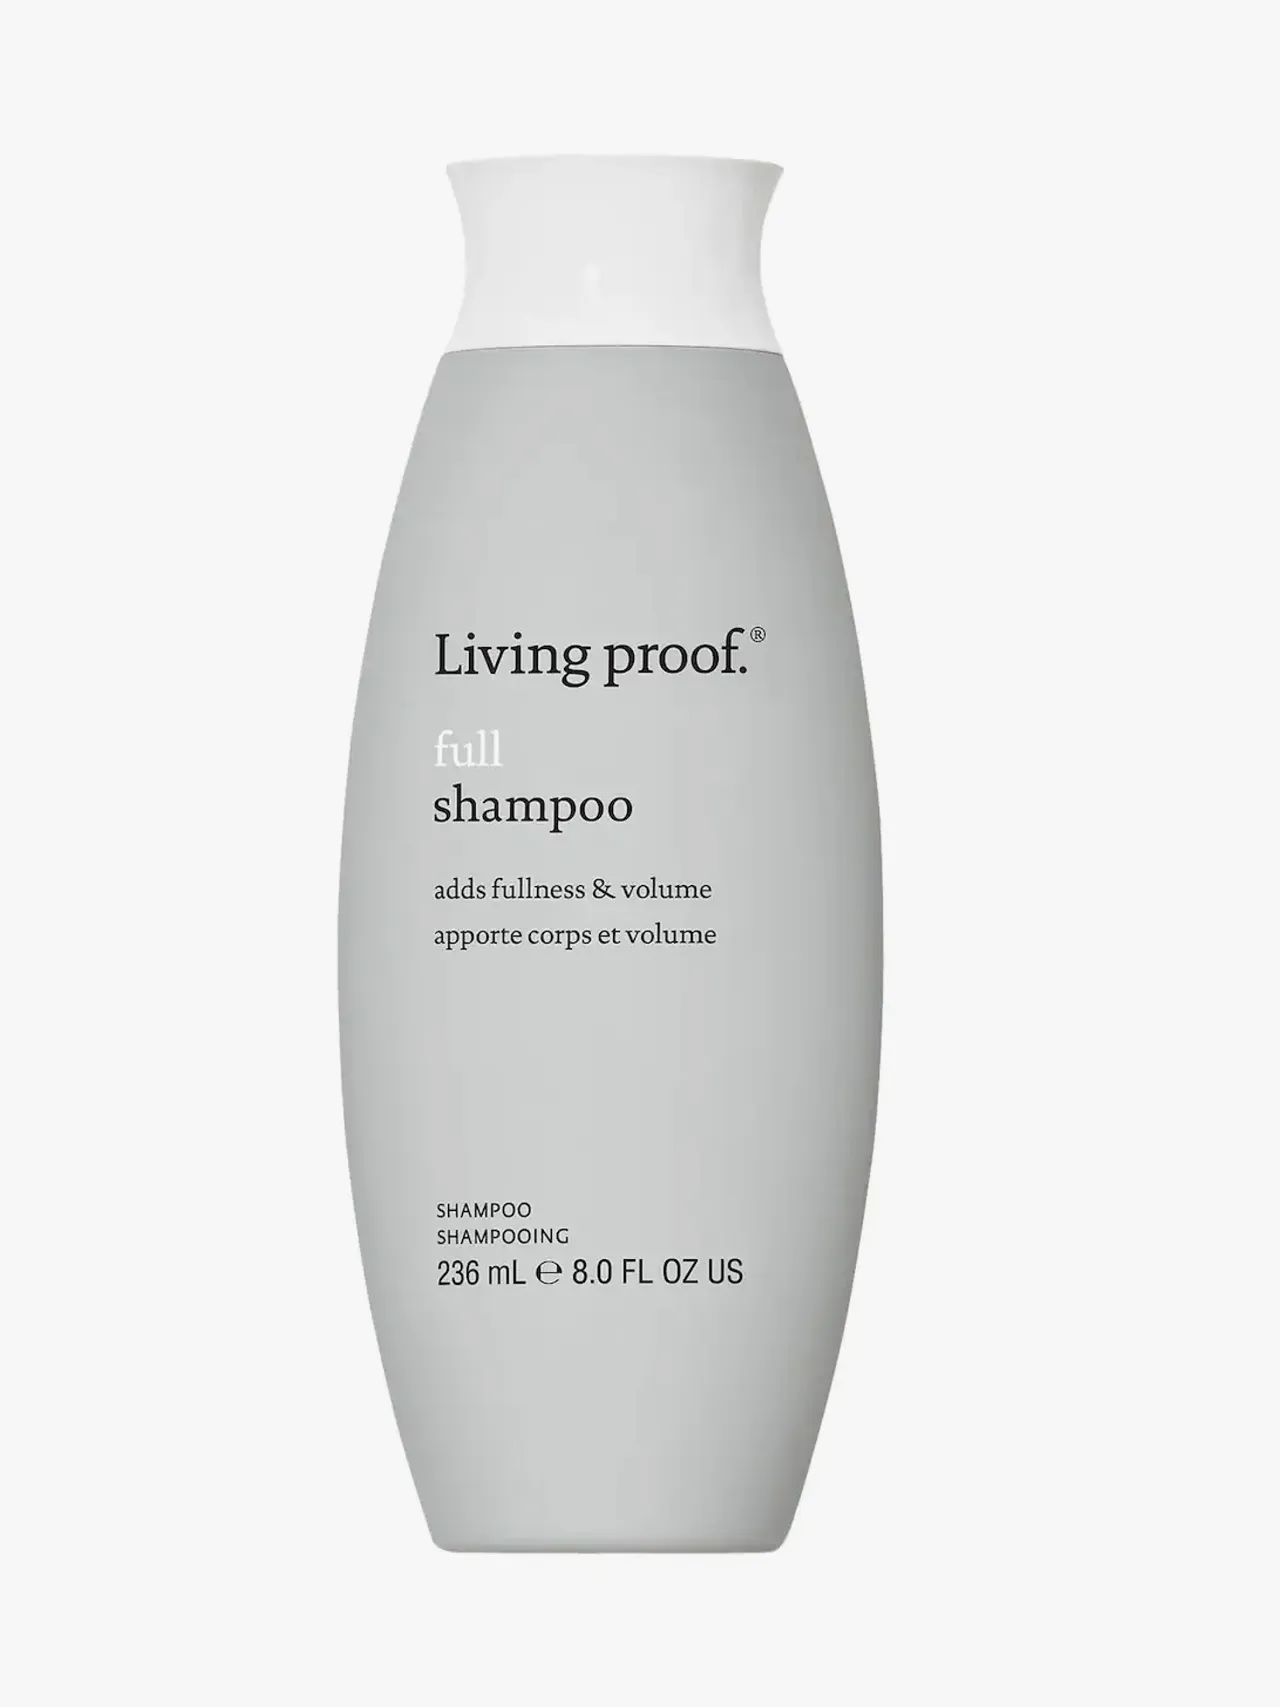 Living proof.®
full
shampoo
adds fullness & volume
apporte corps et volume
SHAMPOO
SHAMPOOING
236 mL ℮ 8.0 FL OZ US